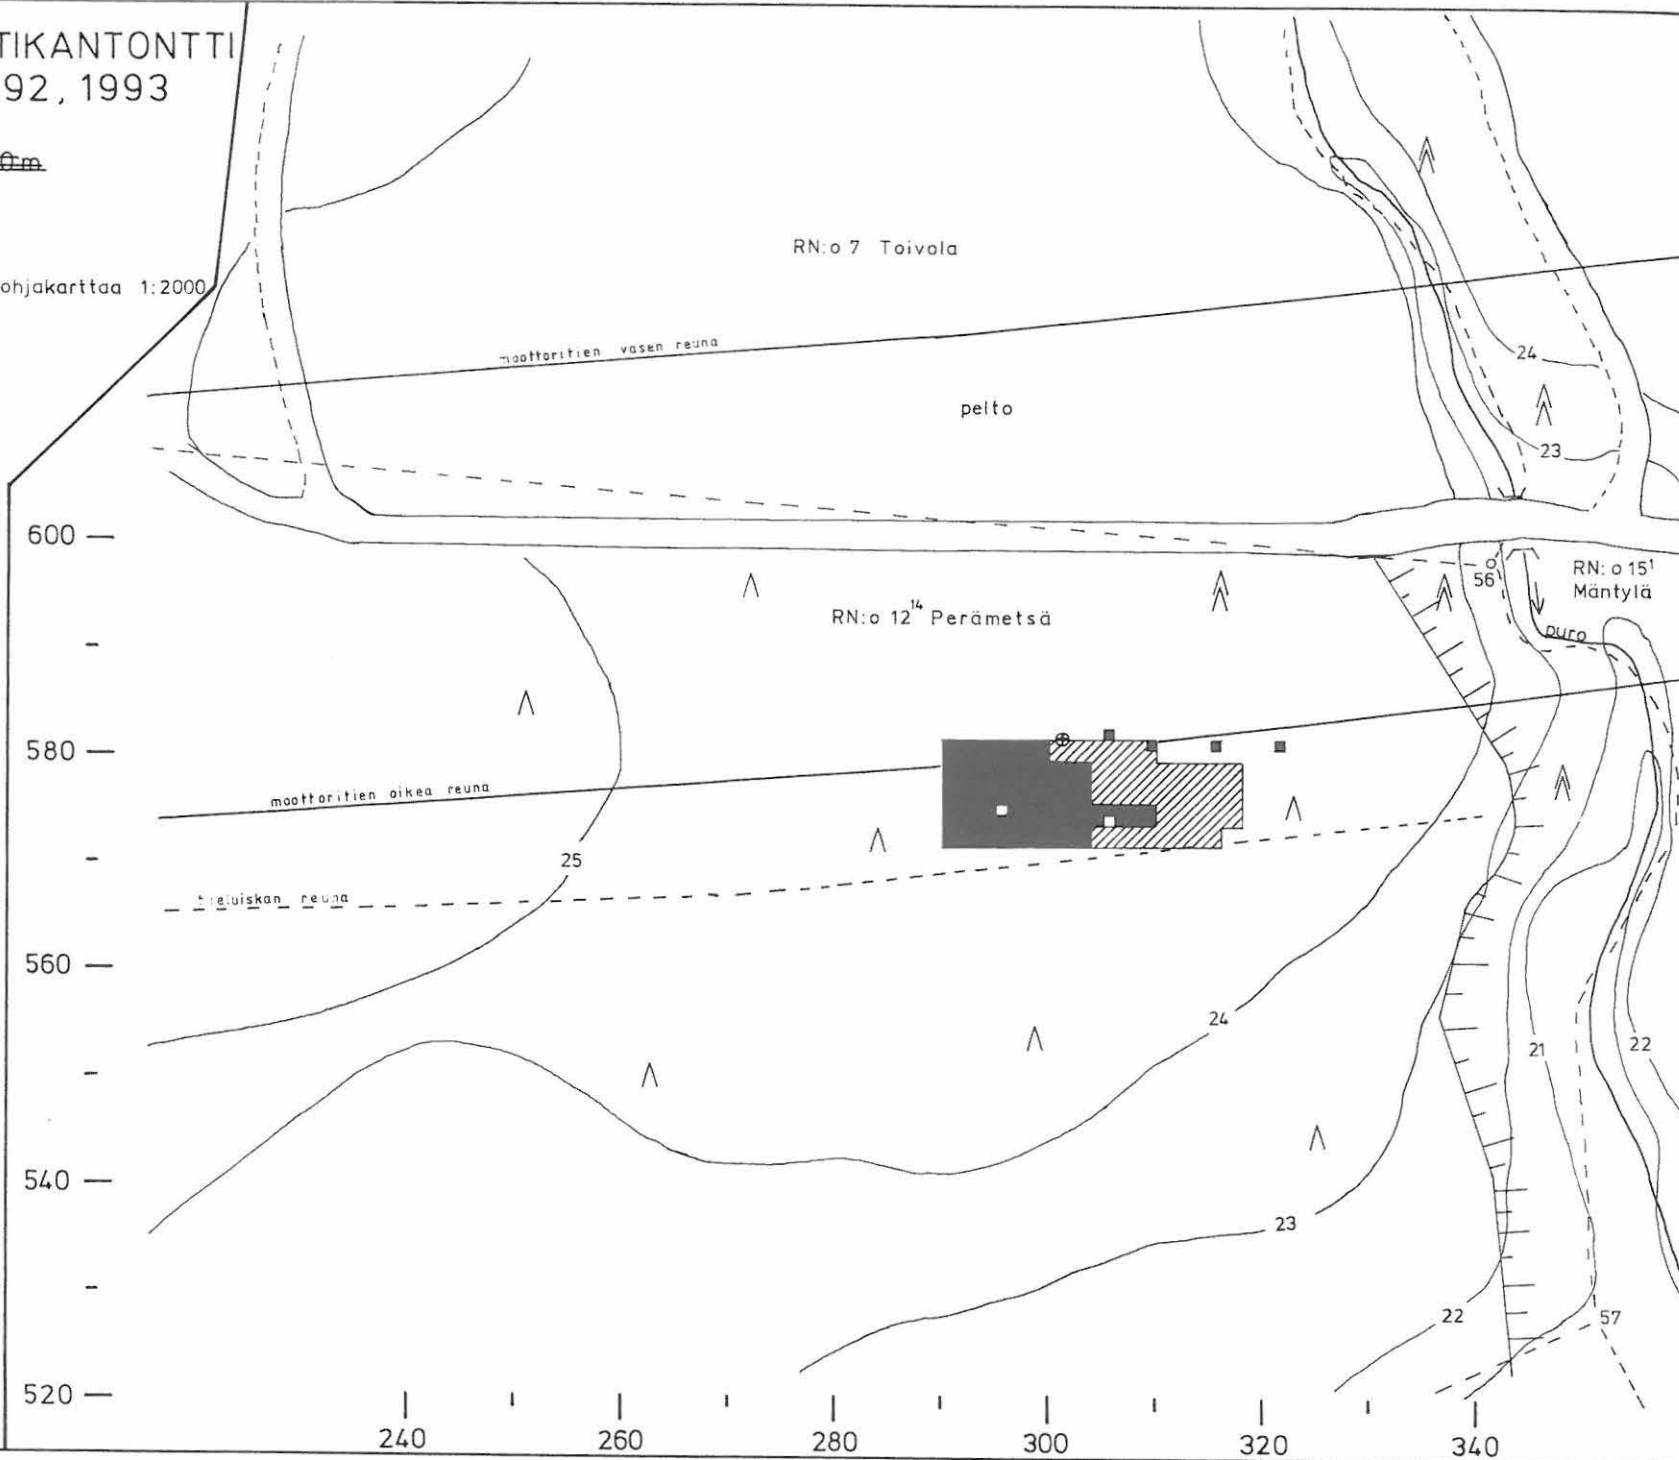 TIKANTONTTI
92, 1993
0 m
ohjakarttaa 1:2000
RN:o 7 Toivola
moottoritien vasen reuna
pelto
24
23
600
56
RN:o 15¹
Mäntylä
RN:o 12¹⁴ Perämetsä
puro
580
moottoritien oikea reuna
25
tieluiskan reuna
560
24
21
22
540
23
22
57
520
240
260
280
300
320
340